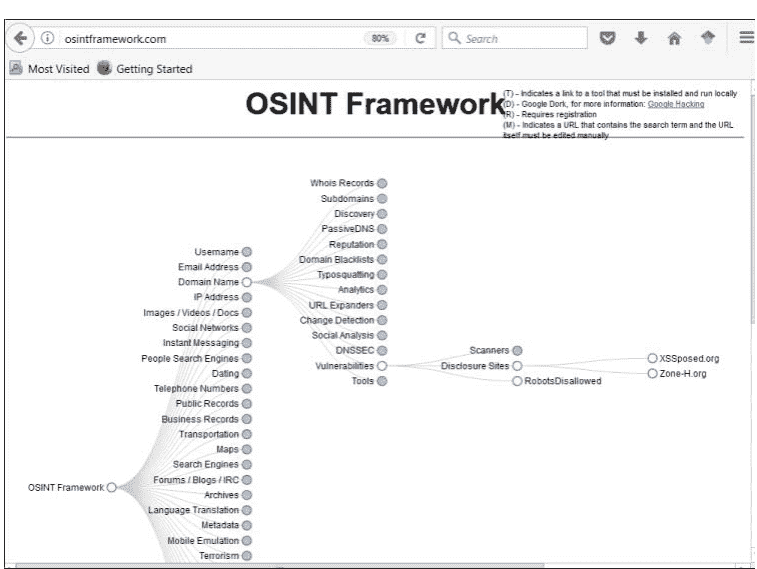 osintframework.com
80%
Search
Most Visited
Getting Started
OSINT Framework
(T) - Indicates a link to a tool that must be installed and run locally
(D) - Google Dork, for more information: Google Hacking
(R) - Requires registration
(M) - Indicates a URL that contains the search term and the URL
itself must be edited manually
Whois Records
Subdomains
Discovery
PassiveDNS
Reputation
Domain Blacklists
Typosquatting
Analytics
URL Expanders
Change Detection
Social Analysis
DNSSEC
Vulnerabilities
Tools
Scanners
Disclosure Sites
RobotsDisallowed
XSSposed.org
Zone-H.org
Username
Email Address
Domain Name
IP Address
Images / Videos / Docs
Social Networks
Instant Messaging
People Search Engines
Dating
Telephone Numbers
Public Records
Business Records
Transportation
Maps
Search Engines
Forums / Blogs / IRC
Archives
Language Translation
Metadata
Mobile Emulation
Terrorism
OSINT Framework